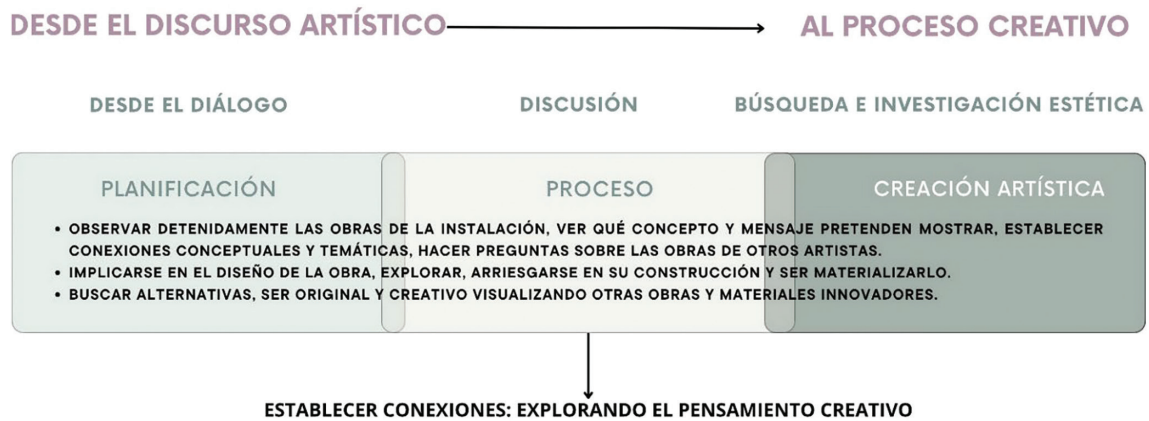 DESDE EL DISCURSO ARTÍSTICO
AL PROCESO CREATIVO
DESDE EL DIÁLOGO
DISCUSIÓN
BÚSQUEDA E INVESTIGACIÓN ESTÉTICA
PLANIFICACIÓN
PROCESO
CREACIÓN ARTÍSTICA
• OBSERVAR DETENIDAMENTE LAS OBRAS DE LA INSTALACIÓN, VER QUÉ CONCEPTO Y MENSAJE PRETENDEN MOSTRAR, ESTABLECER
CONEXIONES CONCEPTUALES Y TEMÁTICAS, HACER PREGUNTAS SOBRE LAS OBRAS DE OTROS ARTISTAS.
• IMPLICARSE EN EL DISEÑO DE LA OBRA, EXPLORAR, ARRIESGARSE EN SU CONSTRUCCIÓN Y SER MATERIALIZARLO.
• BUSCAR ALTERNATIVAS, SER ORIGINAL Y CREATIVO VISUALIZANDO OTRAS OBRAS Y MATERIALES INNOVADORES.
ESTABLECER CONEXIONES: EXPLORANDO EL PENSAMIENTO CREATIVO